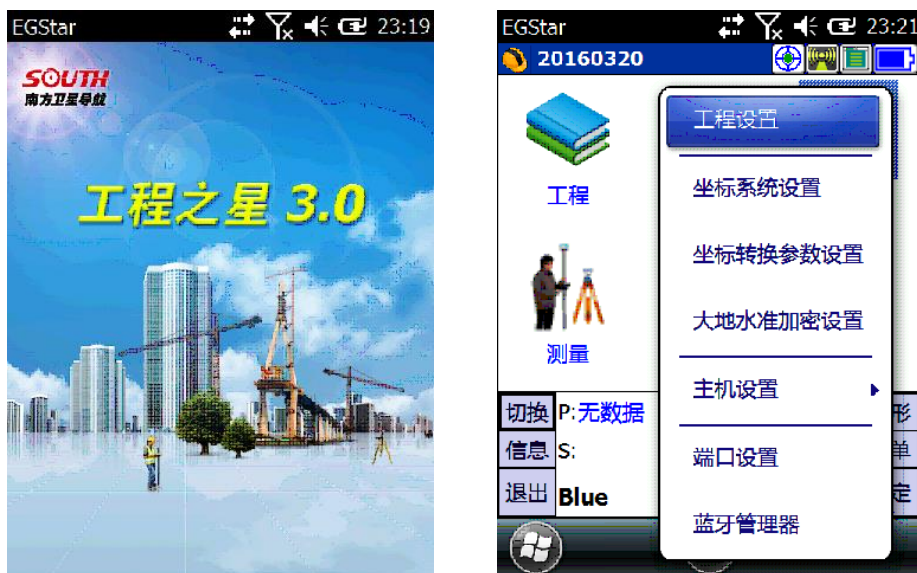 EGStar 23:19
SOUTH
南方卫星导航
工程之星 3.0
EGStar 23:21
20160320
工程
测量
工程设置
坐标系统设置
坐标转换参数设置
大地水准加密设置
主机设置
端口设置
蓝牙管理器
切换 P:无数据 形
信息 S: 单
退出 Blue 定